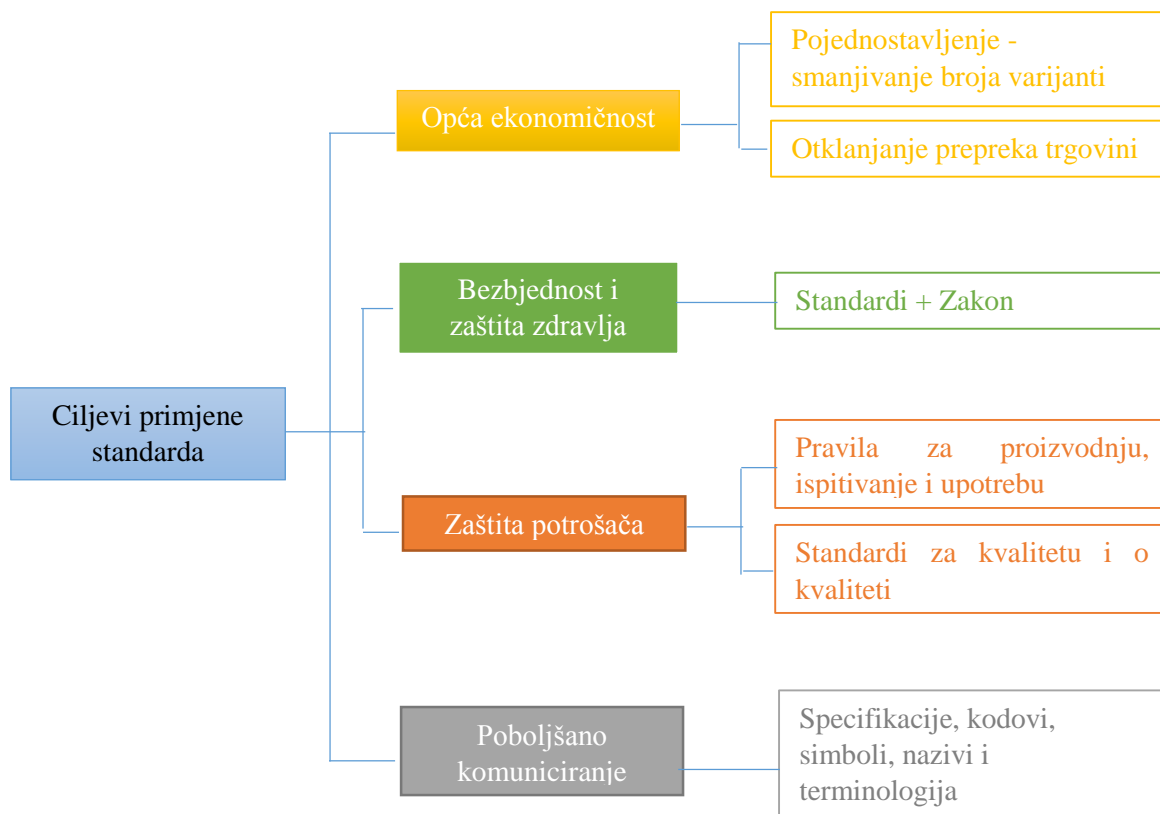 Pojednostavljenje -
smanjivanje broja varijanti
Opća ekonomičnost
Otklanjanje prepreka trgovini
Bezbjednost i
zaštita zdravlja
Standardi + Zakon
Ciljevi primjene
standarda
Pravila za proizvodnju,
ispitivanje i upotrebu
Zaštita potrošača
Standardi za kvalitetu i o
kvaliteti
Poboljšano
komuniciranje
Specifikacije, kodovi,
simboli, nazivi i
terminologija